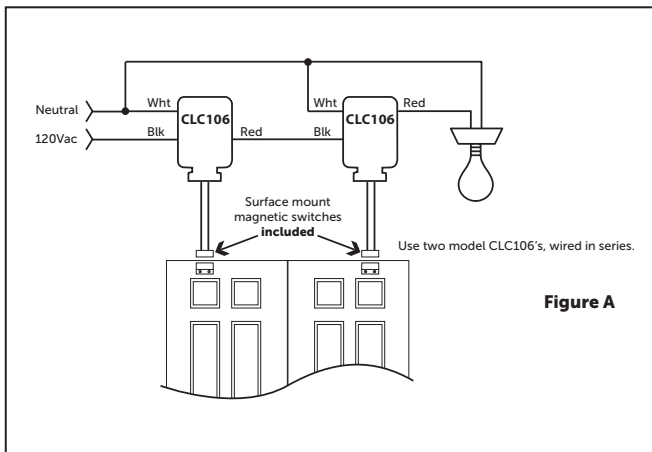 Neutral
Wht
CLC106
Wht
CLC106
Red
120Vac
Blk
Red
Blk
Surface mount
magnetic switches
included
Use two model CLC106's, wired in series.
Figure A